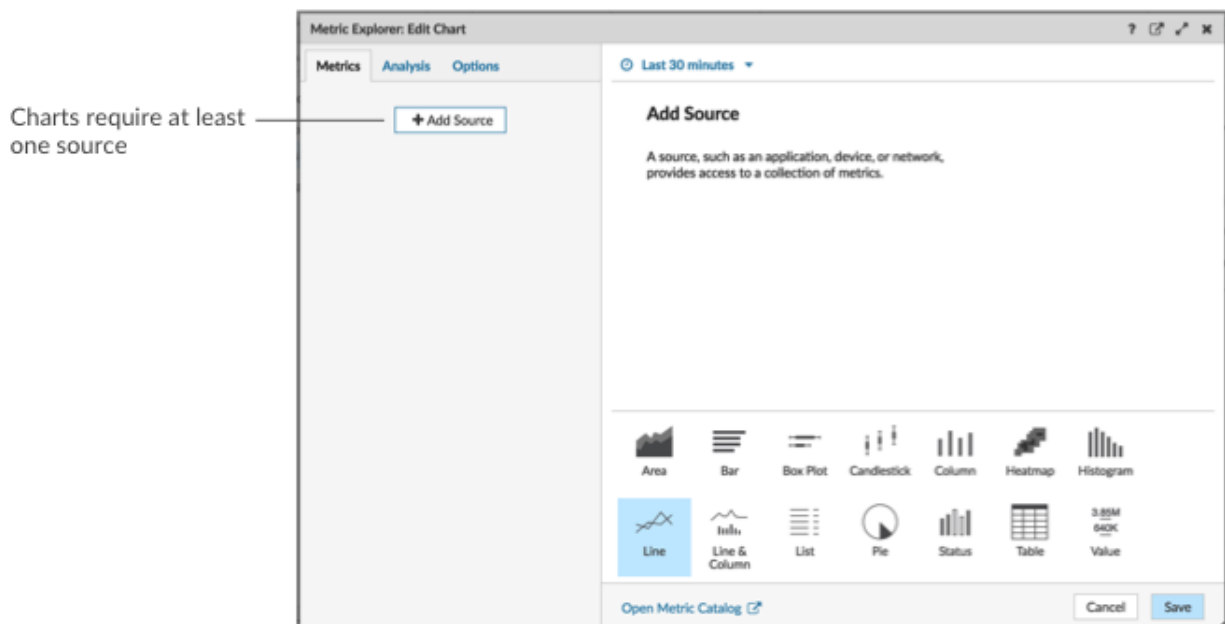 Metric Explorer: Edit Chart
?
Metrics Analysis Options
Last 30 minutes
Charts require at least
one source
+ Add Source
Add Source
A source, such as an application, device, or network,
provides access to a collection of metrics.
Area Bar Box Plot Candlestick Column Heatmap Histogram
3.85M
640K
Line Line &
Column List Pie Status Table Value
Open Metric Catalog
Cancel Save